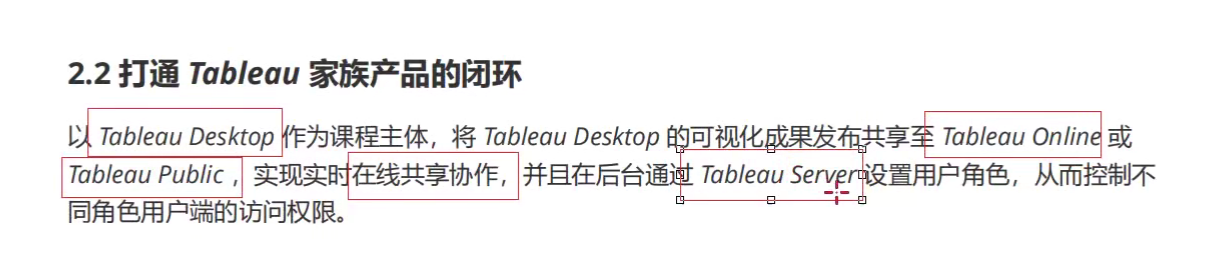 2.2 打通 Tableau 家族产品的闭环
以 Tableau Desktop 作为课程主体，将 Tableau Desktop 的可视化成果发布共享至 Tableau Online 或
Tableau Public ，实现实时在线共享协作，并且在后台通过 Tableau Server 设置用户角色，从而控制不
同角色用户端的访问权限。